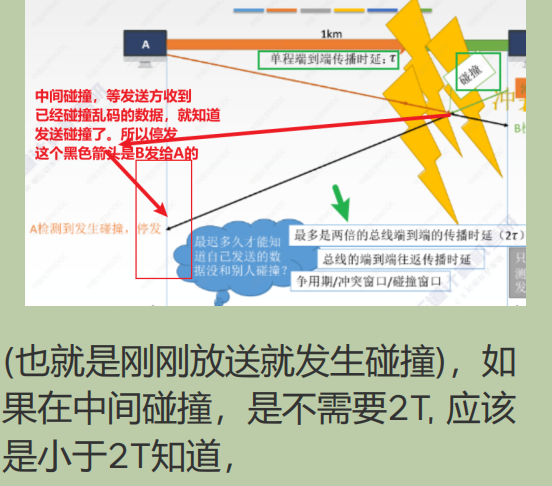 1km
A
单程端到端传播时延：τ
碰撞
中间碰撞，等发送方收到
已经碰撞乱码的数据，就知道
发送碰撞了。所以停发
这个黑色箭头是B发给A的
A检测到发生碰撞，停发
最迟多久才能知
道自己发送的数
据没和别人碰撞？
最多是两倍的总线端到端的传播时延（2τ）
总线的端到端往返传播时延
争用期/冲突窗口/碰撞窗口
(也就是刚刚放送就发生碰撞)，如
果在中间碰撞，是不需要2T, 应该
是小于2T知道，